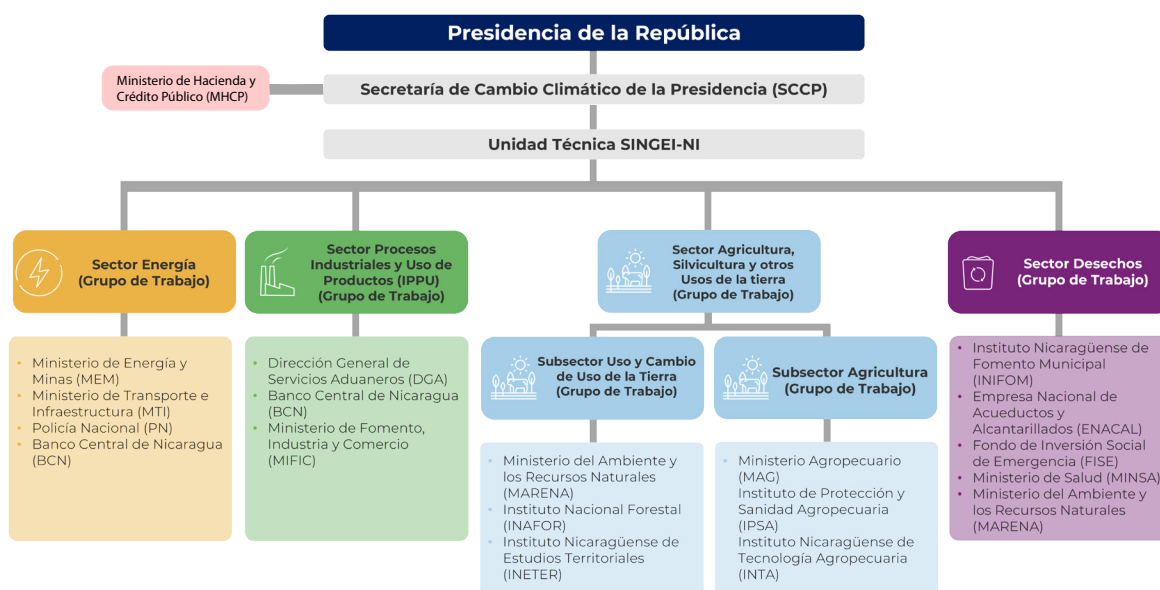 Presidencia de la República
Ministerio de Hacienda y
Crédito Público (MHCP)
Secretaría de Cambio Climático de la Presidencia (SCCP)
Unidad Técnica SINGEI-NI
Sector Energía
(Grupo de Trabajo)
Sector Procesos
Industriales y Uso de
Productos (IPPU)
(Grupo de Trabajo)
Sector Agricultura,
Silvicultura y otros
Usos de la tierra
(Grupo de Trabajo)
Sector Desechos
(Grupo de Trabajo)
• Ministerio de Energía y
Minas (MEM)
• Ministerio de Transporte e
Infraestructura (MTI)
• Policía Nacional (PN)
• Banco Central de Nicaragua
(BCN)
• Dirección General de
Servicios Aduaneros (DGA)
• Banco Central de Nicaragua
(BCN)
• Ministerio de Fomento,
Industria y Comercio
(MIFIC)
Subsector Uso y Cambio
de Uso de la Tierra
(Grupo de Trabajo)
• Ministerio del Ambiente y
los Recursos Naturales
(MARENA)
• Instituto Nacional Forestal
(INAFOR)
• Instituto Nicaragüense de
Estudios Territoriales
(INETER)
Subsector Agricultura
(Grupo de Trabajo)
• Ministerio Agropecuario
(MAG)
Instituto de Protección y
Sanidad Agropecuaria
(IPSA)
Instituto Nicaragüense de
Tecnología Agropecuaria
(INTA)
• Instituto Nicaragüense de
Fomento Municipal
(INIFOM)
• Empresa Nacional de
Acueductos y
Alcantarillados (ENACAL)
• Fondo de Inversión Social
de Emergencia (FISE)
• Ministerio de Salud (MINSA)
• Ministerio del Ambiente y
los Recursos Naturales
(MARENA)